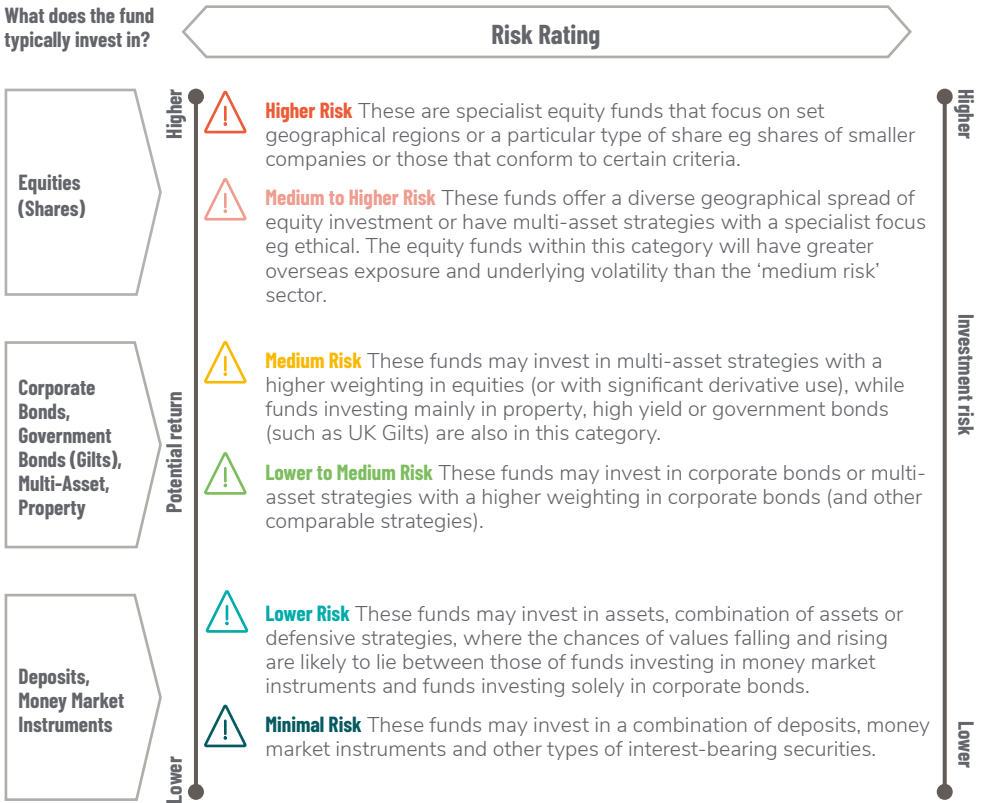 What does the fund
typically invest in?
Risk Rating
Equities
(Shares)
Higher
Higher Risk These are specialist equity funds that focus on set
geographical regions or a particular type of share eg shares of smaller
companies or those that conform to certain criteria.
Medium to Higher Risk These funds offer a diverse geographical spread of
equity investment or have multi-asset strategies with a specialist focus
eg ethical. The equity funds within this category will have greater
overseas exposure and underlying volatility than the ‘medium risk’
sector.
Higher
Corporate
Bonds,
Government
Bonds (Gilts),
Multi-Asset,
Property
Potential return
Medium Risk These funds may invest in multi-asset strategies with a
higher weighting in equities (or with significant derivative use), while
funds investing mainly in property, high yield or government bonds
(such as UK Gilts) are also in this category.
Lower to Medium Risk These funds may invest in corporate bonds or multi-
asset strategies with a higher weighting in corporate bonds (and other
comparable strategies).
Investment risk
Deposits,
Money Market
Instruments
Lower
Lower Risk These funds may invest in assets, combination of assets or
defensive strategies, where the chances of values falling and rising
are likely to lie between those of funds investing in money market
instruments and funds investing solely in corporate bonds.
Minimal Risk These funds may invest in a combination of deposits, money
market instruments and other types of interest-bearing securities.
Lower